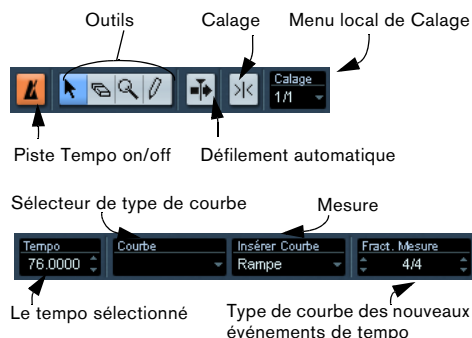 Outils
Calage
Menu local de Calage
Calage
1/1
Piste Tempo on/off
Défilement automatique
Sélecteur de type de courbe
Mesure
Tempo
Courbe
Insérer Courbe
Fract. Mesure
76.0000
Rampe
4/4
Le tempo sélectionné
Type de courbe des nouveaux
événements de tempo